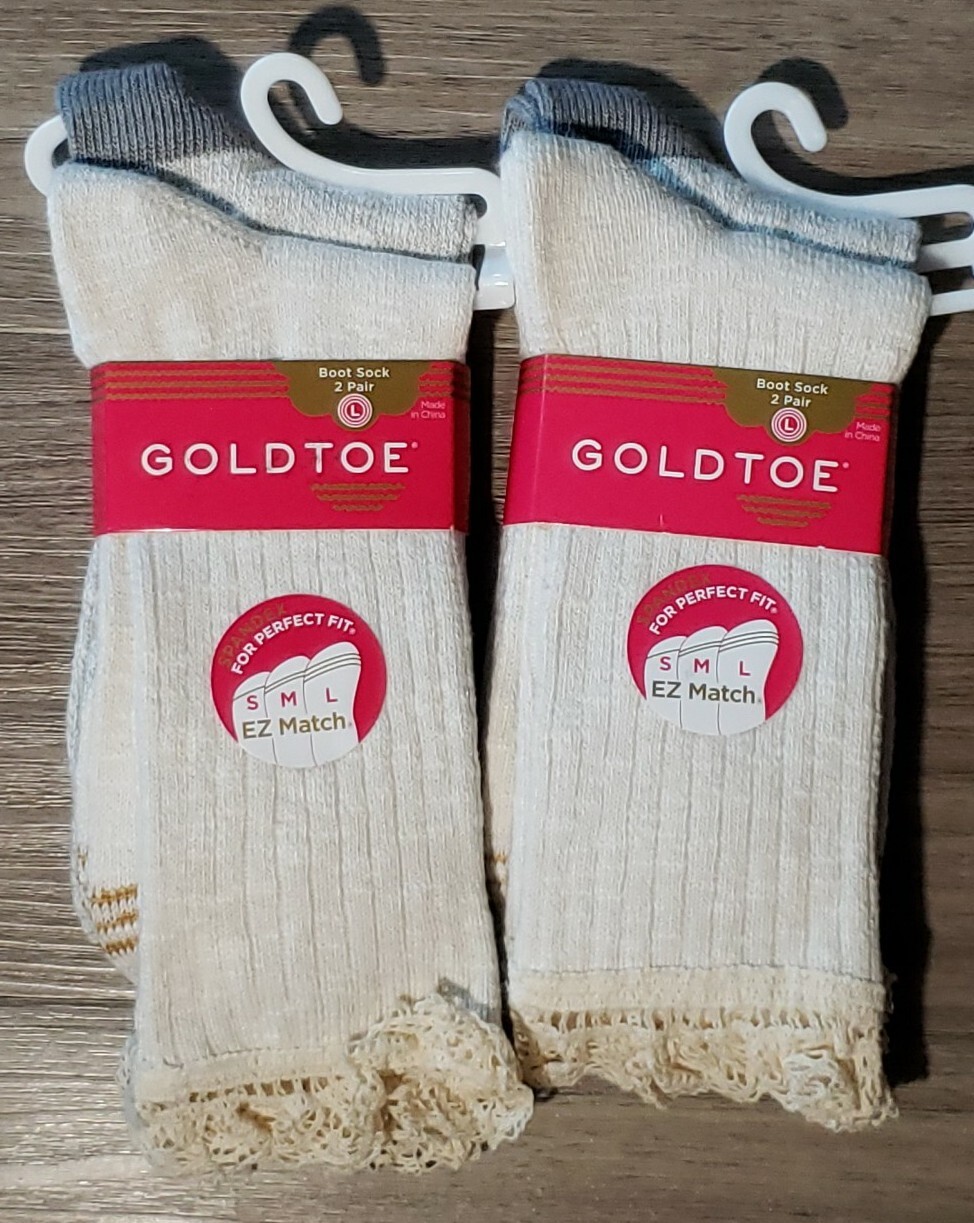 Boot Sock
2 Pair
L
Made
in China
GOLDTOE®
SPANDEX
FOR PERFECT FIT®
S M L
EZ Match®
Boot Sock
2 Pair
L
Made
in China
GOLDTOE®
SPANDEX
FOR PERFECT FIT®
S M L
EZ Match®